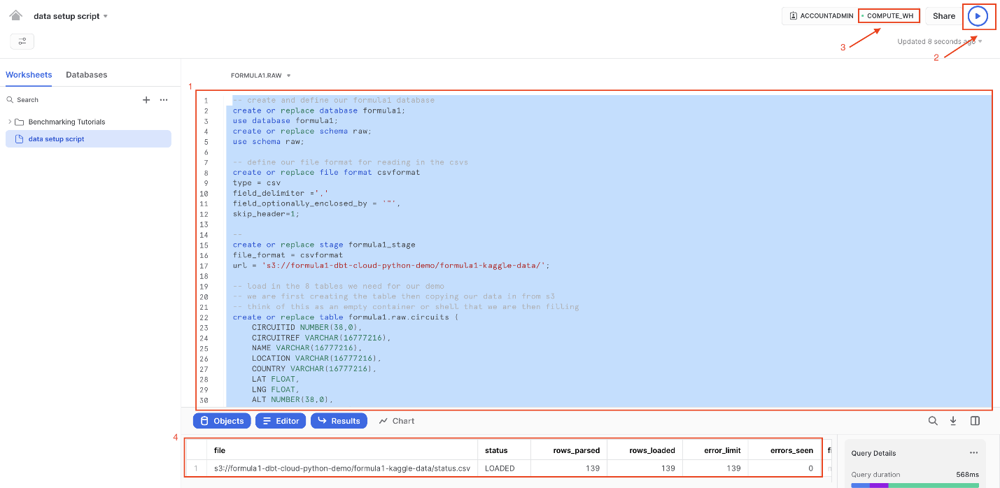 data setup script
ACCOUNTADMIN
COMPUTE_WH
Share
3
Updated 8 seconds ago
2
Worksheets
Databases
FORMULA1.RAW
Search
Benchmarking Tutorials
data setup script
1
1 -- create and define our formula1 database
2 create or replace database formula1;
3 use database formula1;
4 create or replace schema raw;
5 use schema raw;
6
7 -- define our file format for reading in the csvs
8 create or replace file format csvformat
9 type = csv
10 field_delimiter =','
11 field_optionally_enclosed_by = '"',
12 skip_header=1;
13
14 --
15 create or replace stage formula1_stage
16 file_format = csvformat
17 url = 's3://formula1-dbt-cloud-python-demo/formula1-kaggle-data/';
18
19 -- load in the 8 tables we need for our demo
20 -- we are first creating the table then copying our data in from s3
21 -- think of this as an empty container or shell that we are then filling
22 create or replace table formula1.raw.circuits (
23 CIRCUITID NUMBER(38,0),
24 CIRCUITREF VARCHAR(16777216),
25 NAME VARCHAR(16777216),
26 LOCATION VARCHAR(16777216),
27 COUNTRY VARCHAR(16777216),
28 LAT FLOAT,
29 LNG FLOAT,
30 ALT NUMBER(38,0),
Objects
Editor
Results
Chart
4
file status rows_parsed rows_loaded error_limit errors_seen
1 s3://formula1-dbt-cloud-python-demo/formula1-kaggle-data/status.csv LOADED 139 139 139 0
Query Details
Query duration 568ms